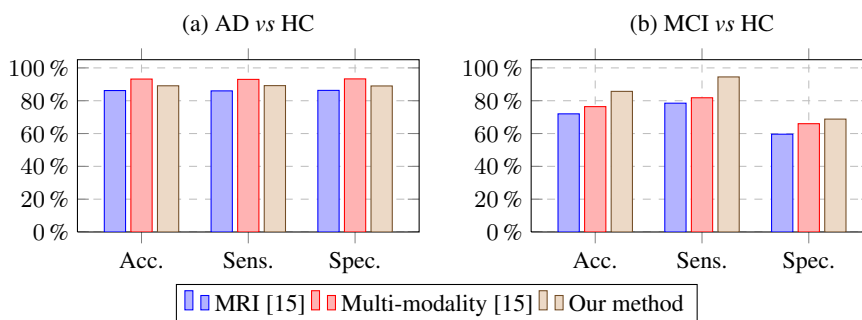 (a) AD vs HC
(b) MCI vs HC
100 %
80 %
60 %
40 %
20 %
0 %
Acc. Sens. Spec.
100 %
80 %
60 %
40 %
20 %
0 %
Acc. Sens. Spec.
MRI [15] Multi-modality [15] Our method